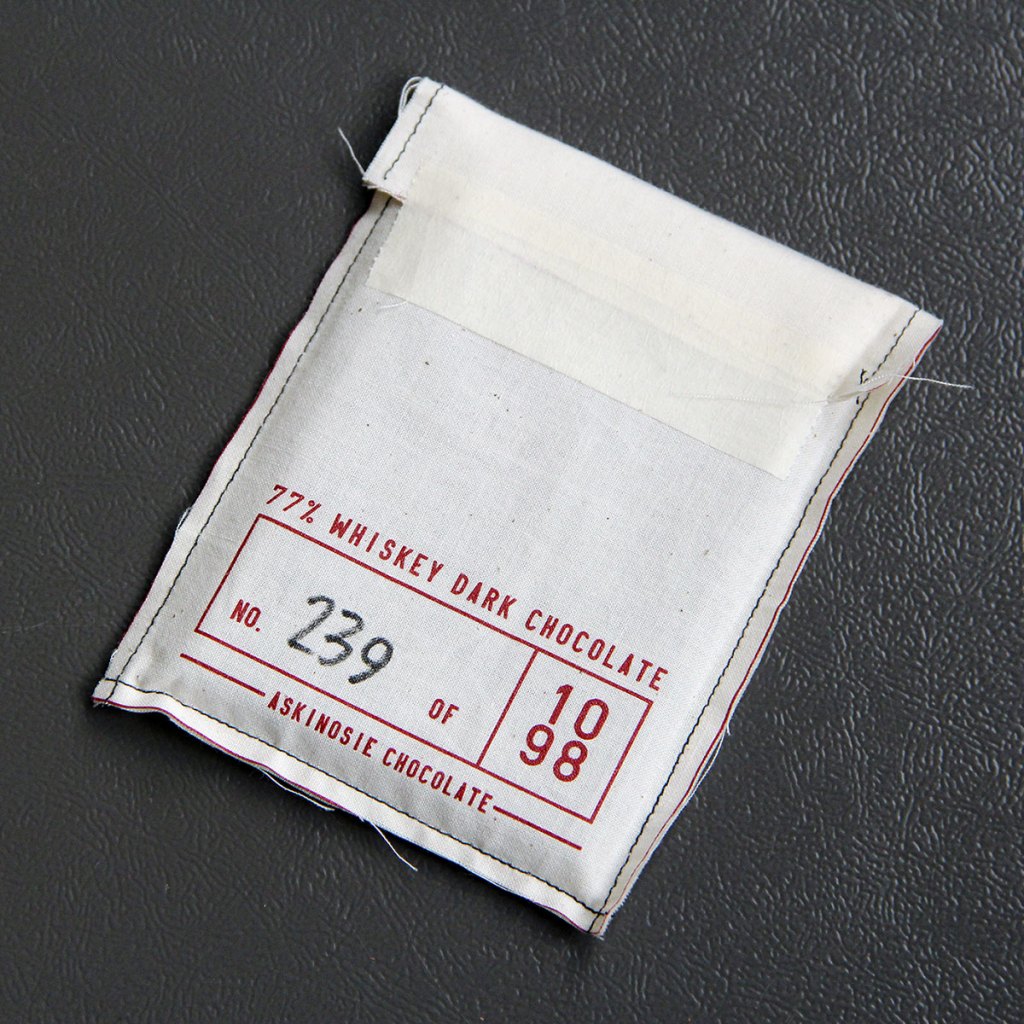 77% WHISKEY DARK CHOCOLATE
NO. 239 OF
10
98
ASKINOSIE CHOCOLATE